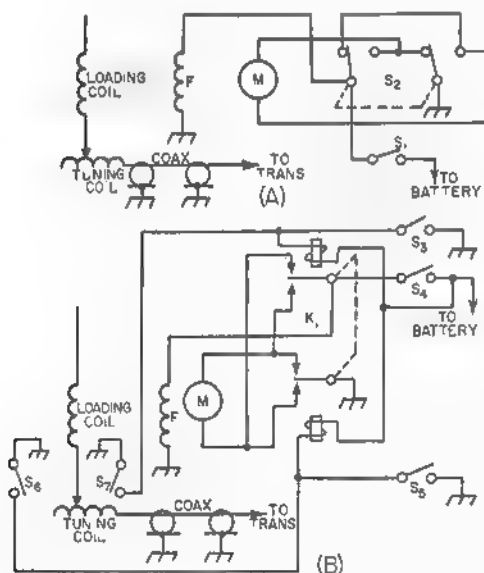 (A)
LOADING
COIL
F
M
S2
S1
TO
BATTERY
TUNING
COIL
COAX
TO
TRANS
(B)
S3
S4
TO
BATTERY
K1
LOADING
COIL
F
M
S6
S7
TUNING
COIL
COAX
TO
TRANS
S5